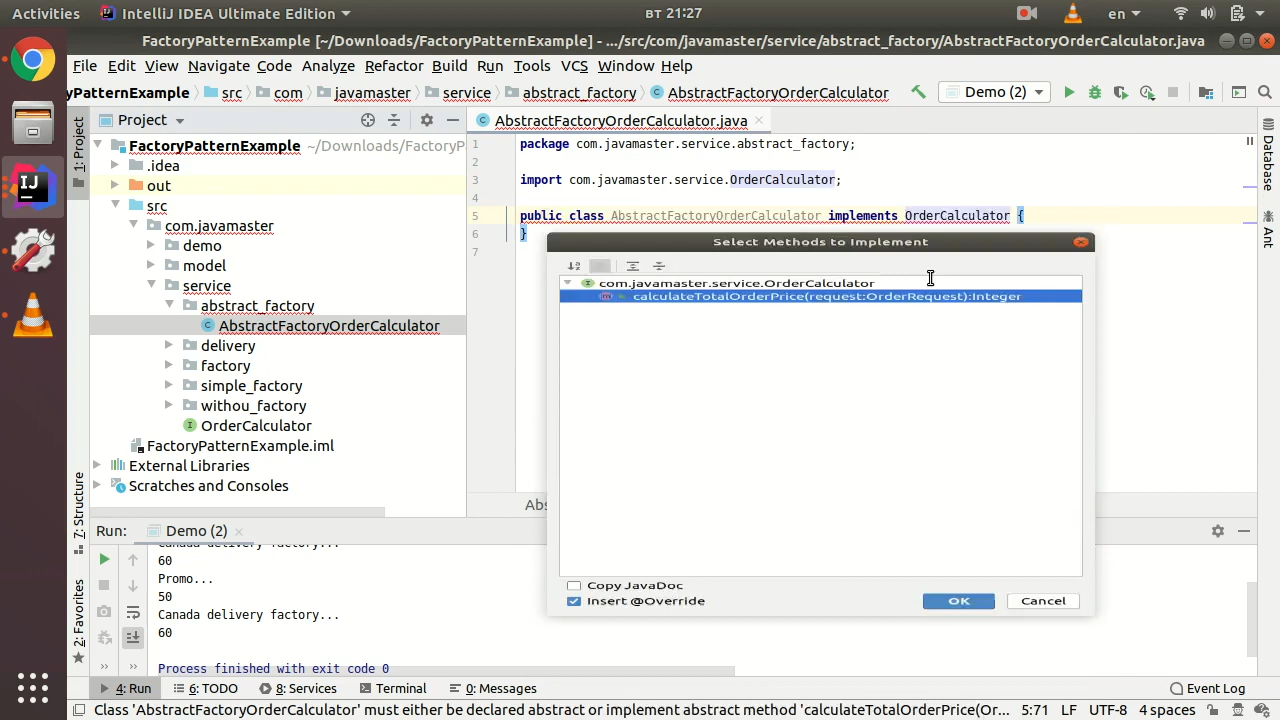 Activities
IntelliJ IDEA Ultimate Edition
вт 21:27
en
FactoryPatternExample [~/Downloads/FactoryPatternExample] - .../src/com/javamaster/service/abstract_factory/AbstractFactoryOrderCalculator.java
File Edit View Navigate Code Analyze Refactor Build Run Tools VCS Window Help
yPatternExample src com javamaster service abstract_factory AbstractFactoryOrderCalculator
Demo (2)
1: Project
7: Structure
2: Favorites
Project
FactoryPatternExample ~/Downloads/FactoryP
.idea
out
src
com.javamaster
demo
model
service
abstract_factory
AbstractFactoryOrderCalculator
delivery
factory
simple_factory
withou_factory
OrderCalculator
FactoryPatternExample.iml
External Libraries
Scratches and Consoles
AbstractFactoryOrderCalculator.java
1 package com.javamaster.service.abstract_factory;
2
3 import com.javamaster.service.OrderCalculator;
4
5 public class AbstractFactoryOrderCalculator implements OrderCalculator {
6 }
7
Abs
Database
Ant
Select Methods to Implement
com.javamaster.service.OrderCalculator
calculateTotalOrderPrice(request:OrderRequest):Integer
Copy JavaDoc
Insert @Override
OK
Cancel
Run: Demo (2)
Canada delivery factory...
60
Promo...
50
Canada delivery factory...
60
Process finished with exit code 0
4: Run 6: TODO 8: Services Terminal 0: Messages Event Log
Class 'AbstractFactoryOrderCalculator' must either be declared abstract or implement abstract method 'calculateTotalOrderPrice(Or... 5:71 LF UTF-8 4 spaces